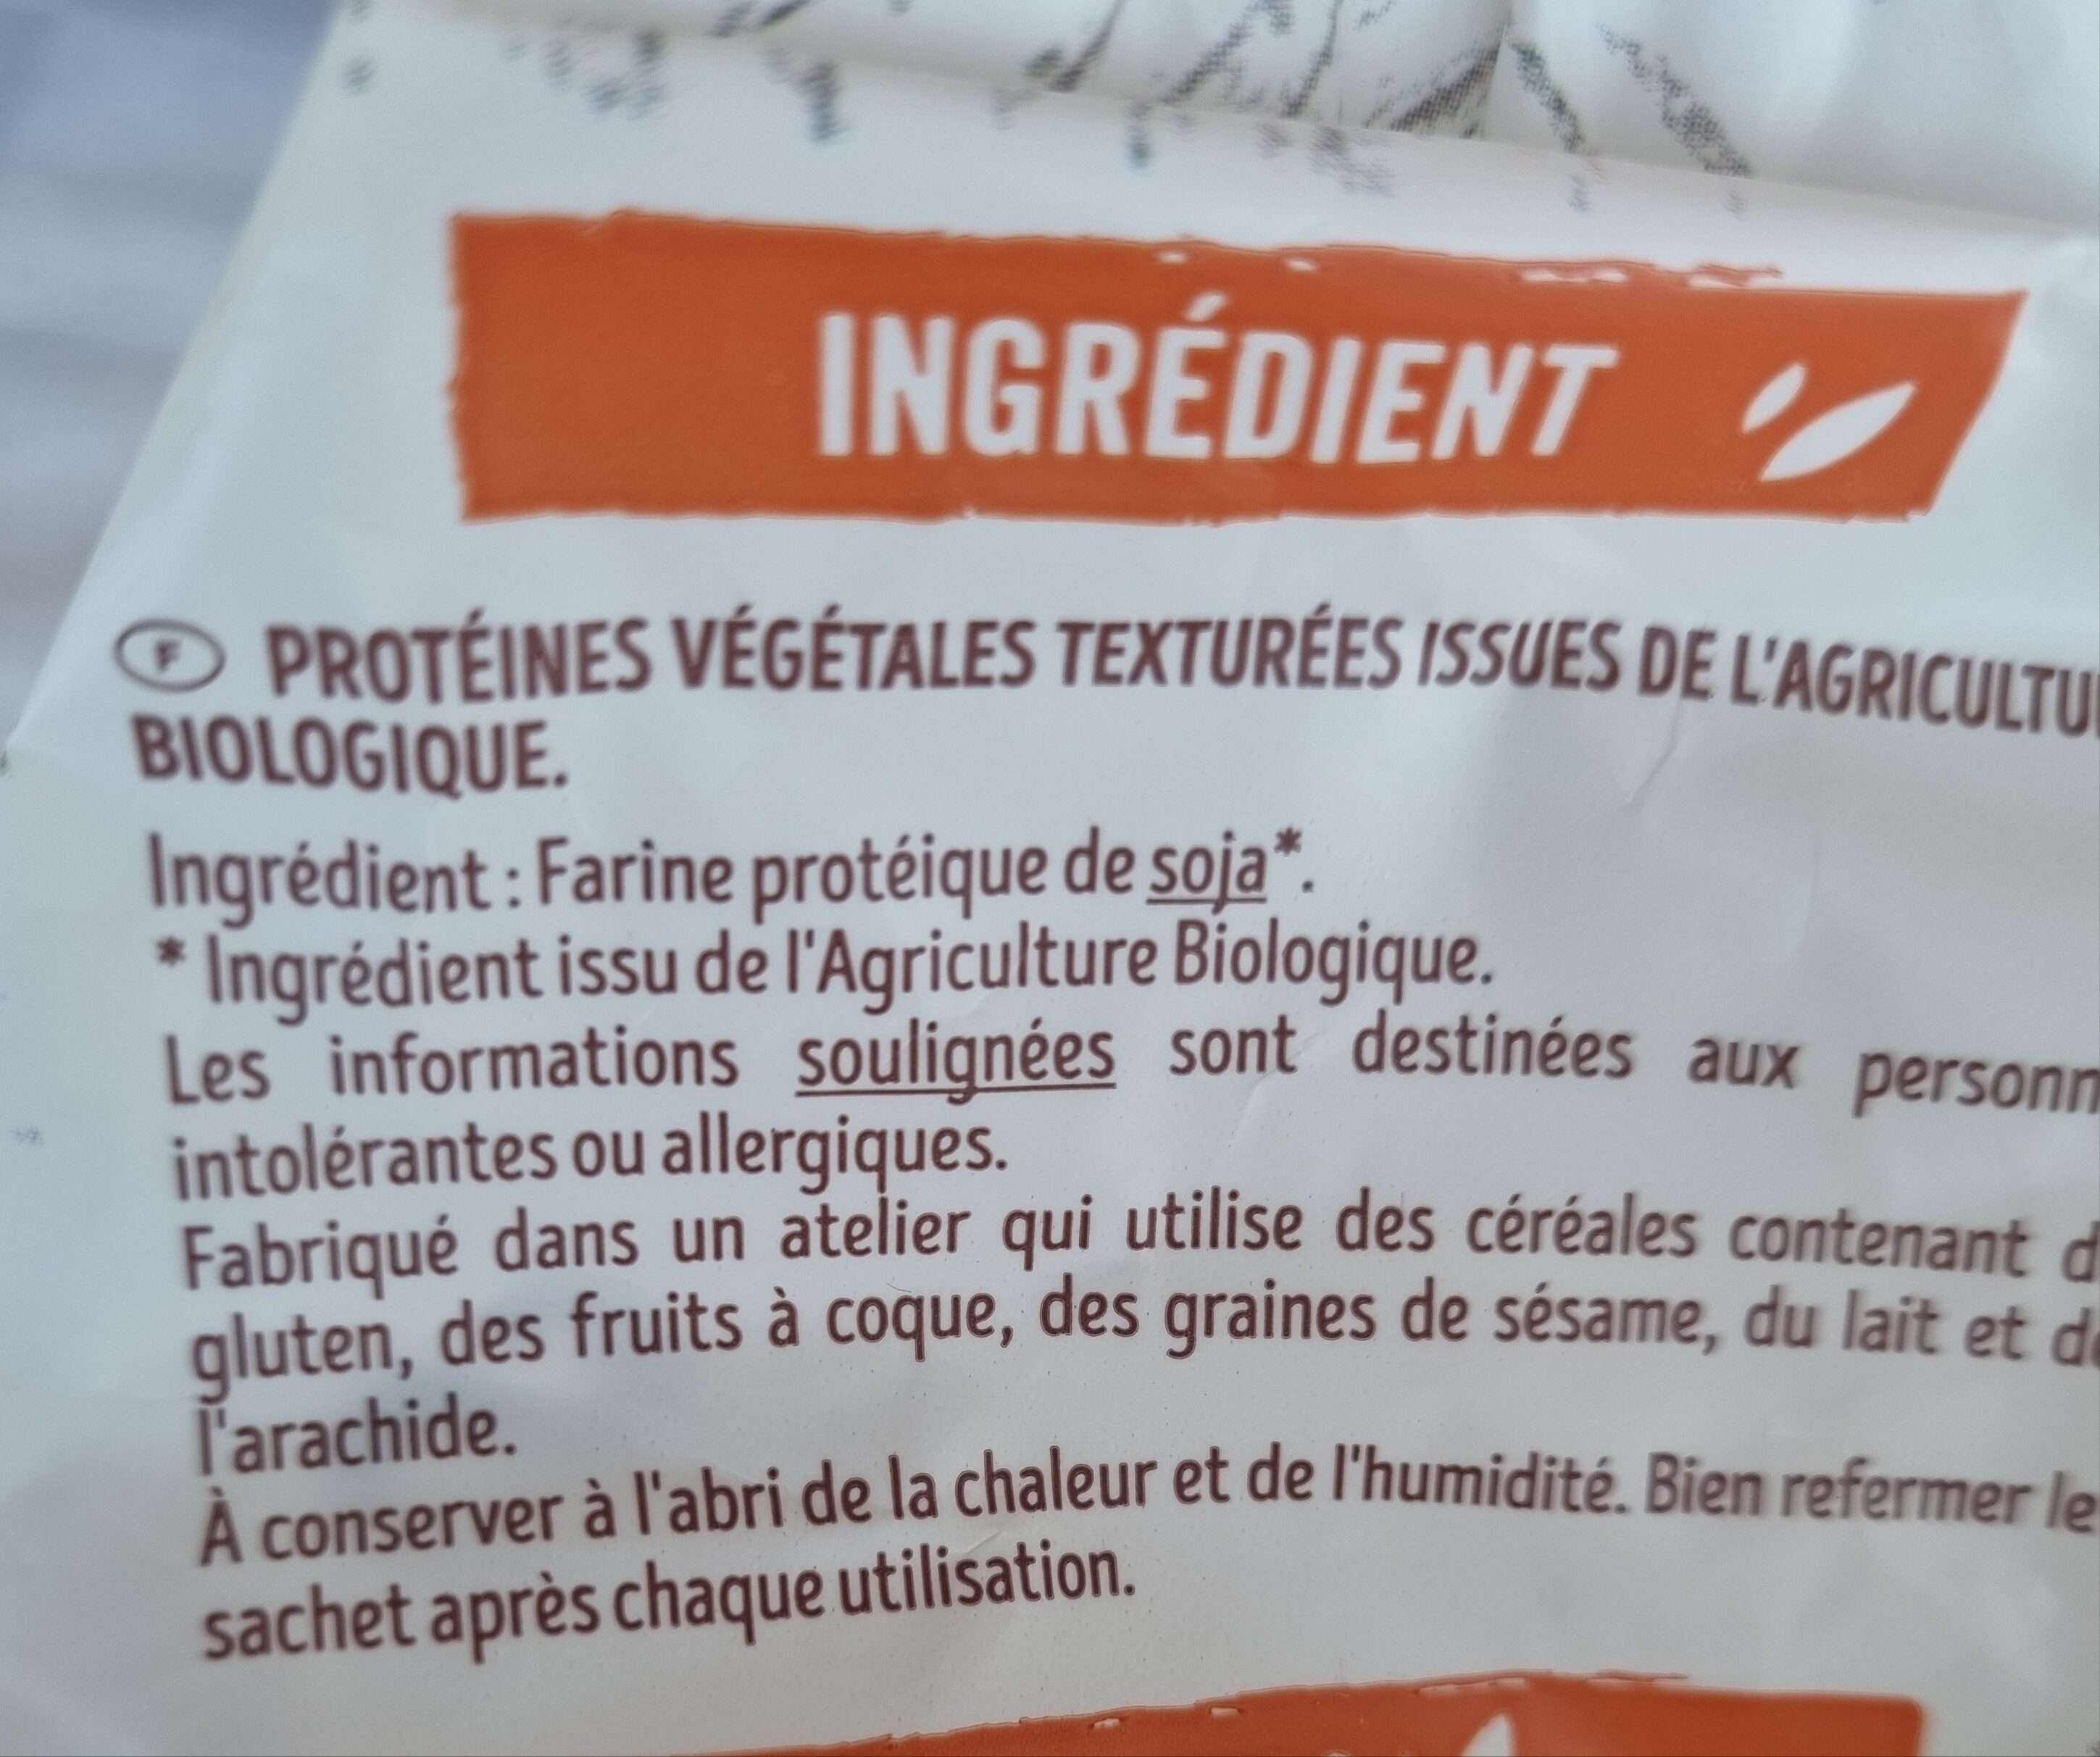 INGRÉDIENT
F PROTÉINES VÉGÉTALES TEXTURÉES ISSUES DE L'AGRICULTU
BIOLOGIQUE.
Ingrédient : Farine protéique de soja*.
* Ingrédient issu de l'Agriculture Biologique.
Les informations soulignées sont destinées aux personn
intolérantes ou allergiques.
Fabriqué dans un atelier qui utilise des céréales contenant d
gluten, des fruits à coque, des graines de sésame, du lait et d
l'arachide.
À conserver à l'abri de la chaleur et de l'humidité. Bien refermer le
sachet après chaque utilisation.